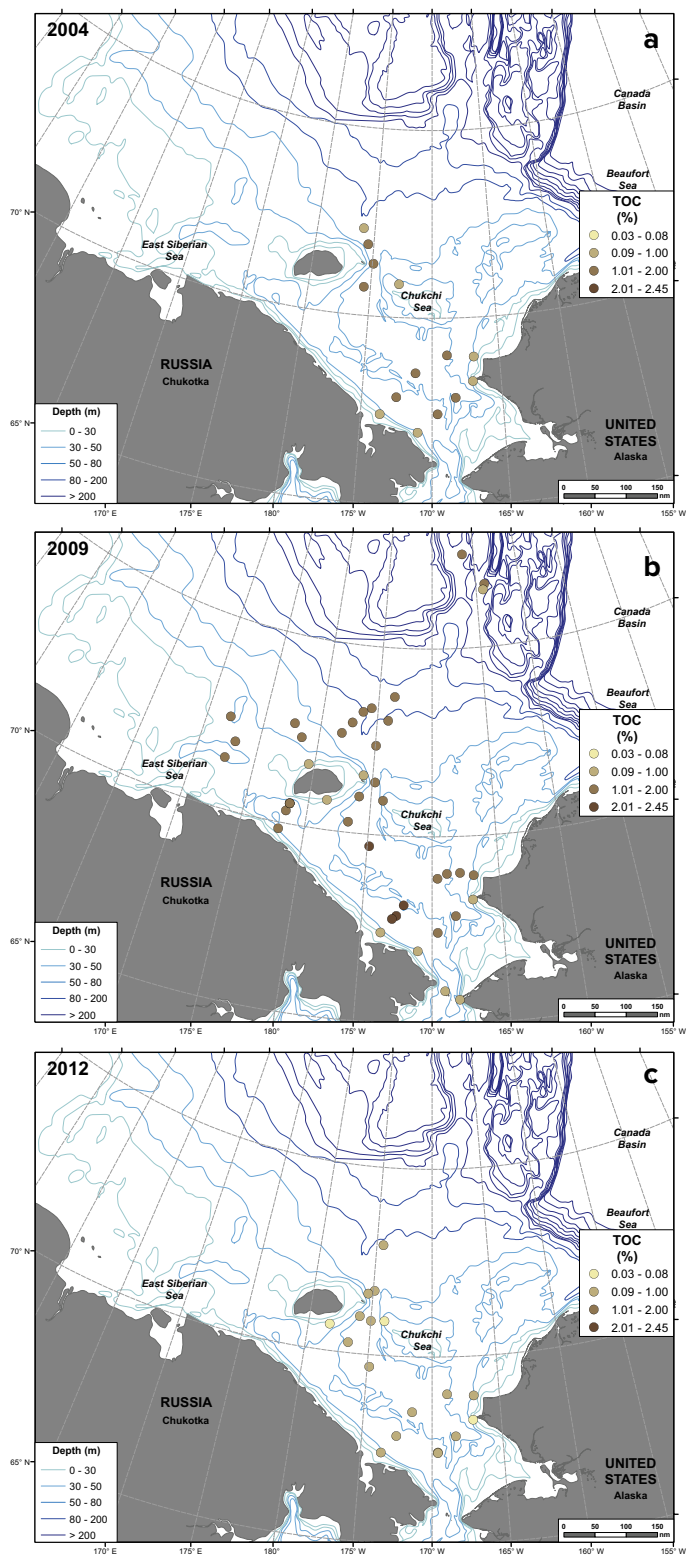 2004
a
Canada
Basin
Beaufort
Sea
TOC
(%)
0.03 - 0.08
0.09 - 1.00
1.01 - 2.00
2.01 - 2.45
70° N
East Siberian
Sea
Chukchi
Sea
RUSSIA
Chukotka
65° N
Depth (m)
0 - 30
30 - 50
50 - 80
80 - 200
> 200
UNITED
STATES
Alaska
0 50 100 150
nm
170° E 175° E 180° 175° W 170° W 165° W 160° W 155° W
2009
b
Canada
Basin
Beaufort
Sea
TOC
(%)
0.03 - 0.08
0.09 - 1.00
1.01 - 2.00
2.01 - 2.45
70° N
East Siberian
Sea
Chukchi
Sea
RUSSIA
Chukotka
65° N
Depth (m)
0 - 30
30 - 50
50 - 80
80 - 200
> 200
UNITED
STATES
Alaska
0 50 100 150
nm
170° E 175° E 180° 175° W 170° W 165° W 160° W 155° W
2012
c
Canada
Basin
Beaufort
Sea
TOC
(%)
0.03 - 0.08
0.09 - 1.00
1.01 - 2.00
2.01 - 2.45
70° N
East Siberian
Sea
Chukchi
Sea
RUSSIA
Chukotka
65° N
Depth (m)
0 - 30
30 - 50
50 - 80
80 - 200
> 200
UNITED
STATES
Alaska
0 50 100 150
nm
170° E 175° E 180° 175° W 170° W 165° W 160° W 155° W